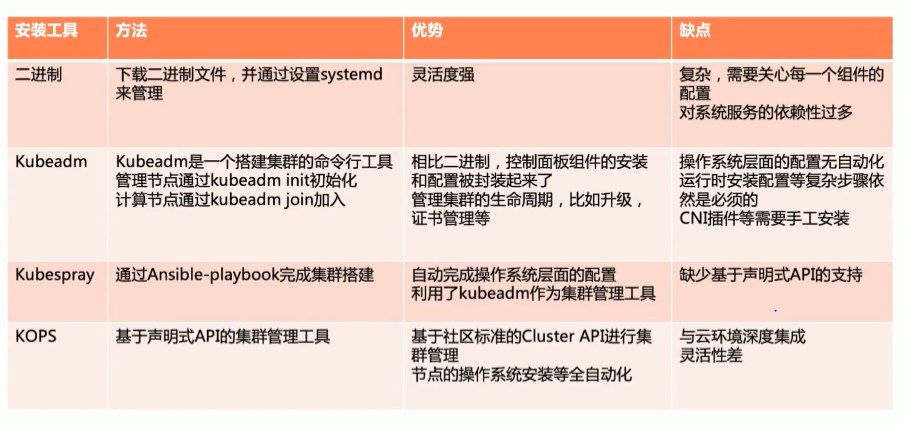 安装工具 方法 优势 缺点
二进制 下载二进制文件，并通过设置systemd 灵活度强 复杂，需要关心每一个组件的
来管理 配置
对系统服务的依赖性过多
Kubeadm Kubeadm是一个搭建集群的命令行工具 相比二进制，控制面板组件的安装 操作系统层面的配置无自动化
管理节点通过kubeadm init初始化 和配置被封装起来了 运行时安装配置等复杂步骤依
计算节点通过kubeadm join加入 管理集群的生命周期，比如升级， 然是必须的
证书管理等 CNI插件等需要手工安装
Kubespray 通过Ansible-playbook完成集群搭建 自动完成操作系统层面的配置 缺少基于声明式API的支持
利用了kubeadm作为集群管理工具
KOPS 基于声明式API的集群管理工具 基于社区标准的Cluster API进行集 与云环境深度集成
群管理 灵活性差
节点的操作系统安装等全自动化